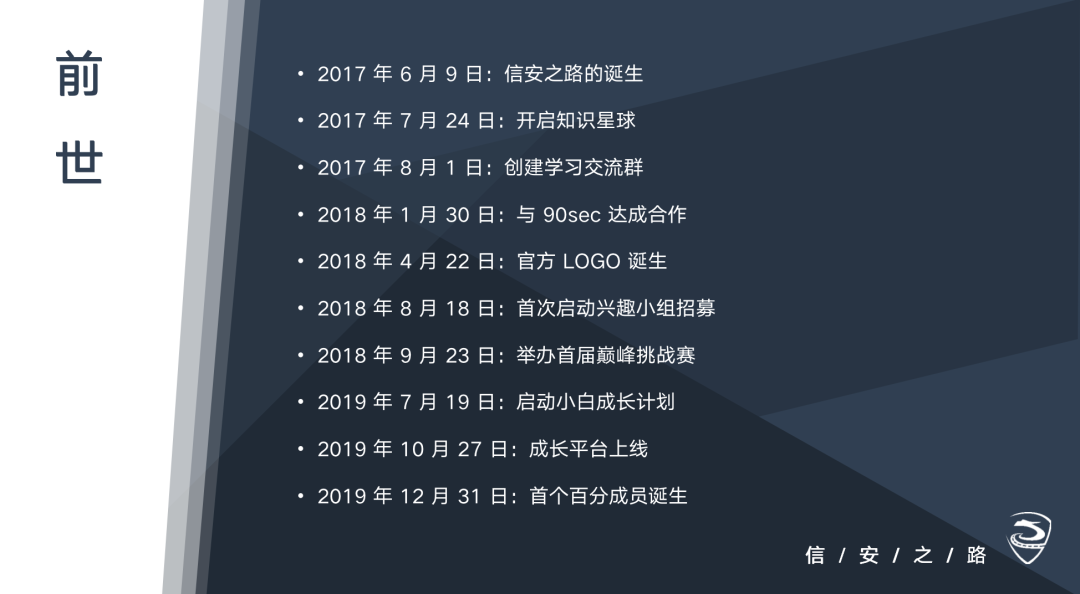 前
世
• 2017 年 6 月 9 日：信安之路的诞生
• 2017 年 7 月 24 日：开启知识星球
• 2017 年 8 月 1 日：创建学习交流群
• 2018 年 1 月 30 日：与 90sec 达成合作
• 2018 年 4 月 22 日：官方 LOGO 诞生
• 2018 年 8 月 18 日：首次启动兴趣小组招募
• 2018 年 9 月 23 日：举办首届巅峰挑战赛
• 2019 年 7 月 19 日：启动小白成长计划
• 2019 年 10 月 27 日：成长平台上线
• 2019 年 12 月 31 日：首个百分成员诞生
信 / 安 / 之 / 路